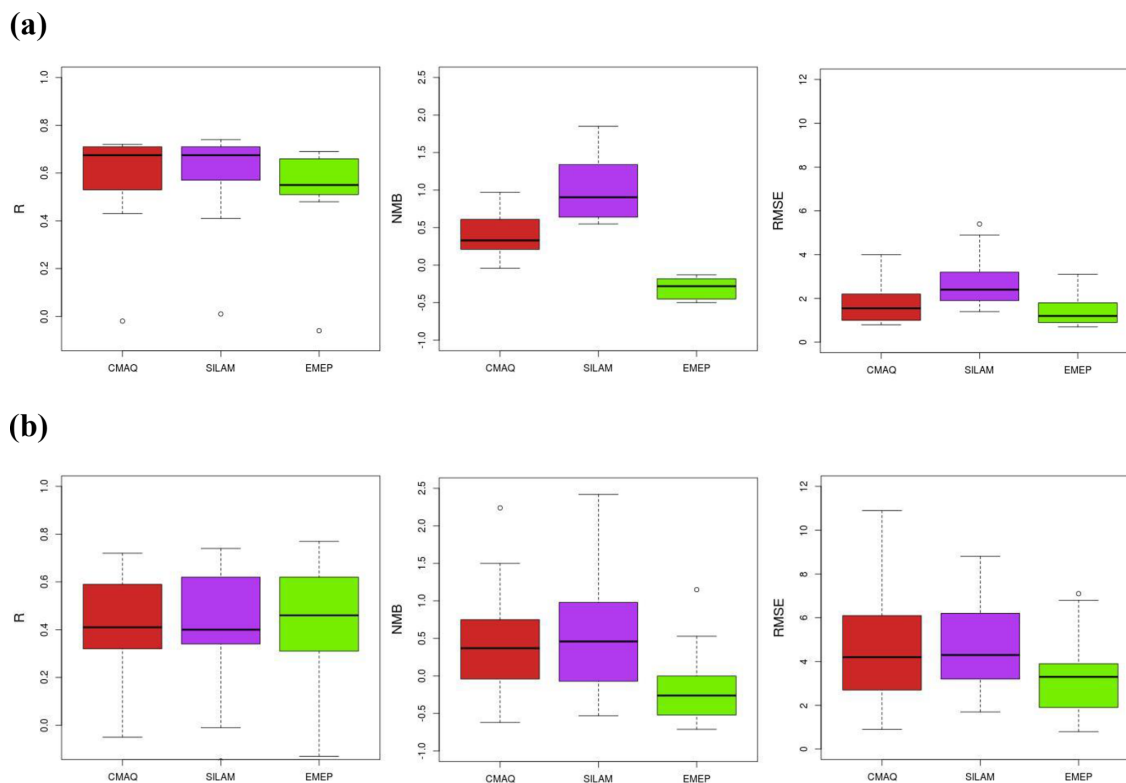 (a)
R
0.0 0.2 0.4 0.6 0.8 1.0
CMAQ SILAM EMEP
NMB
-1.0 -0.5 0.0 0.5 1.0 1.5 2.0 2.5
CMAQ SILAM EMEP
RMSE
0 2 4 6 8 10 12
CMAQ SILAM EMEP
(b)
R
0.0 0.2 0.4 0.6 0.8 1.0
CMAQ SILAM EMEP
NMB
-1.0 -0.5 0.0 0.5 1.0 1.5 2.0 2.5
CMAQ SILAM EMEP
RMSE
0 2 4 6 8 10 12
CMAQ SILAM EMEP